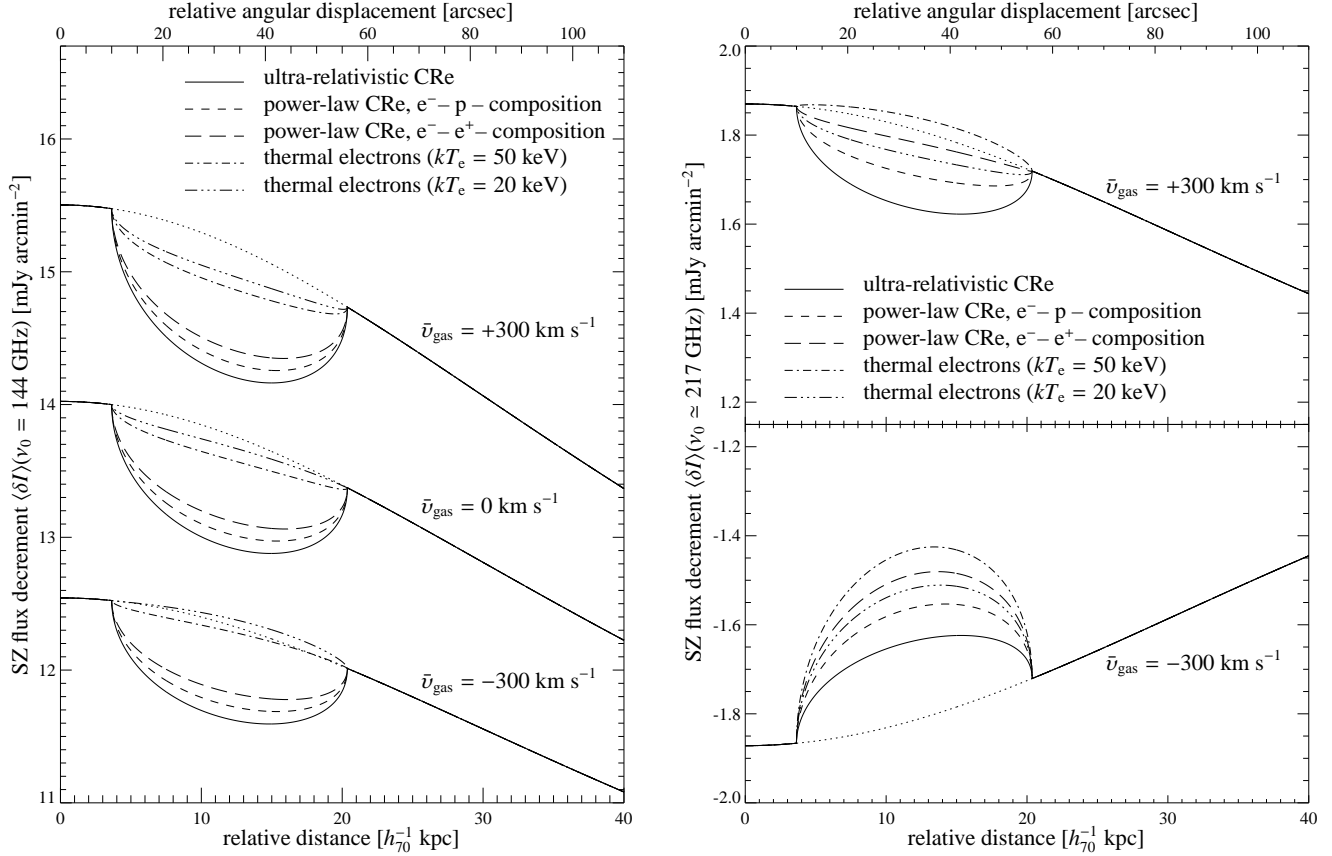 relative angular displacement [arcsec]
0 20 40 60 80 100
ultra-relativistic CRe
power-law CRe, e⁻– p – composition
power-law CRe, e⁻– e⁺– composition
thermal electrons (kTₑ = 50 keV)
thermal electrons (kTₑ = 20 keV)
16
15
14
13
12
11
SZ flux decrement ⟨δI⟩(ν₀ = 144 GHz) [mJy arcmin⁻²]
ῡgas = +300 km s⁻¹
ῡgas = 0 km s⁻¹
ῡgas = −300 km s⁻¹
0 10 20 30 40
relative distance [h₇₀⁻¹ kpc]
relative angular displacement [arcsec]
0 20 40 60 80 100
2.0
1.8
1.6
1.4
1.2
ῡgas = +300 km s⁻¹
ultra-relativistic CRe
power-law CRe, e⁻– p – composition
power-law CRe, e⁻– e⁺– composition
thermal electrons (kTₑ = 50 keV)
thermal electrons (kTₑ = 20 keV)
SZ flux decrement ⟨δI⟩(ν₀ ≃ 217 GHz) [mJy arcmin⁻²]
-1.2
-1.4
-1.6
-1.8
-2.0
ῡgas = −300 km s⁻¹
0 10 20 30 40
relative distance [h₇₀⁻¹ kpc]